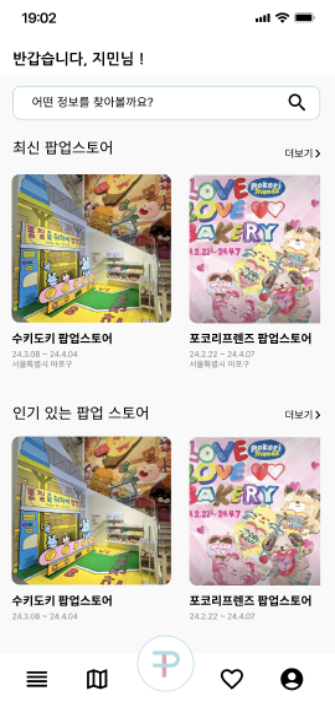 19:02
반갑습니다, 지민님 !
어떤 정보를 찾아볼까요?
최신 팝업스토어
더보기
LOVE
LOVE
BAKERY
수키도키 팝업스토어
24.3.08 ~ 24.4.04
서울특별시 마포구
포코리프렌즈 팝업스토어
24.2.22 ~ 24.4.07
서울특별시 마포구
인기 있는 팝업 스토어
더보기
LOVE
LOVE
BAKERY
수키도키 팝업스토어
24.3.08 ~ 24.4.04
포코리프렌즈 팝업스토어
24.2.22 ~ 24.4.07